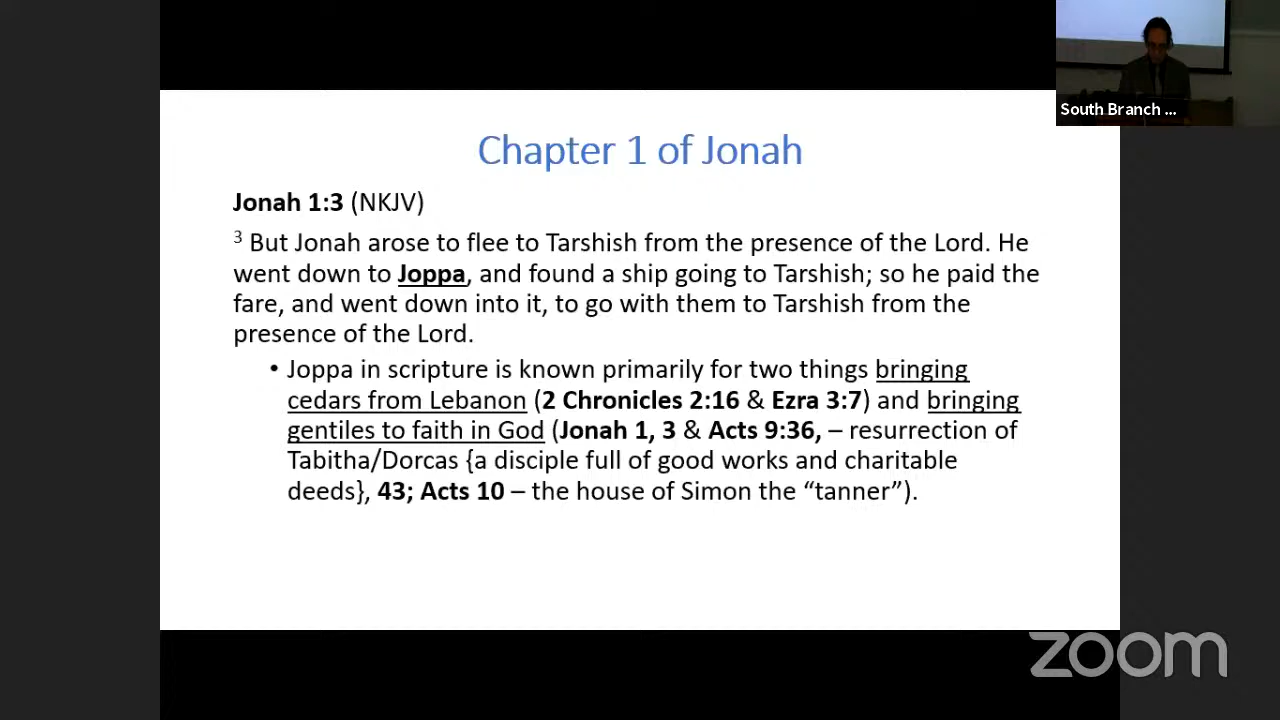 South Branch ...
Chapter 1 of Jonah
Jonah 1:3 (NKJV)
3 But Jonah arose to flee to Tarshish from the presence of the Lord. He
went down to Joppa, and found a ship going to Tarshish; so he paid the
fare, and went down into it, to go with them to Tarshish from the
presence of the Lord.
• Joppa in scripture is known primarily for two things bringing
cedars from Lebanon (2 Chronicles 2:16 & Ezra 3:7) and bringing
gentiles to faith in God (Jonah 1, 3 & Acts 9:36, – resurrection of
Tabitha/Dorcas {a disciple full of good works and charitable
deeds}, 43; Acts 10 – the house of Simon the “tanner”).
zoom